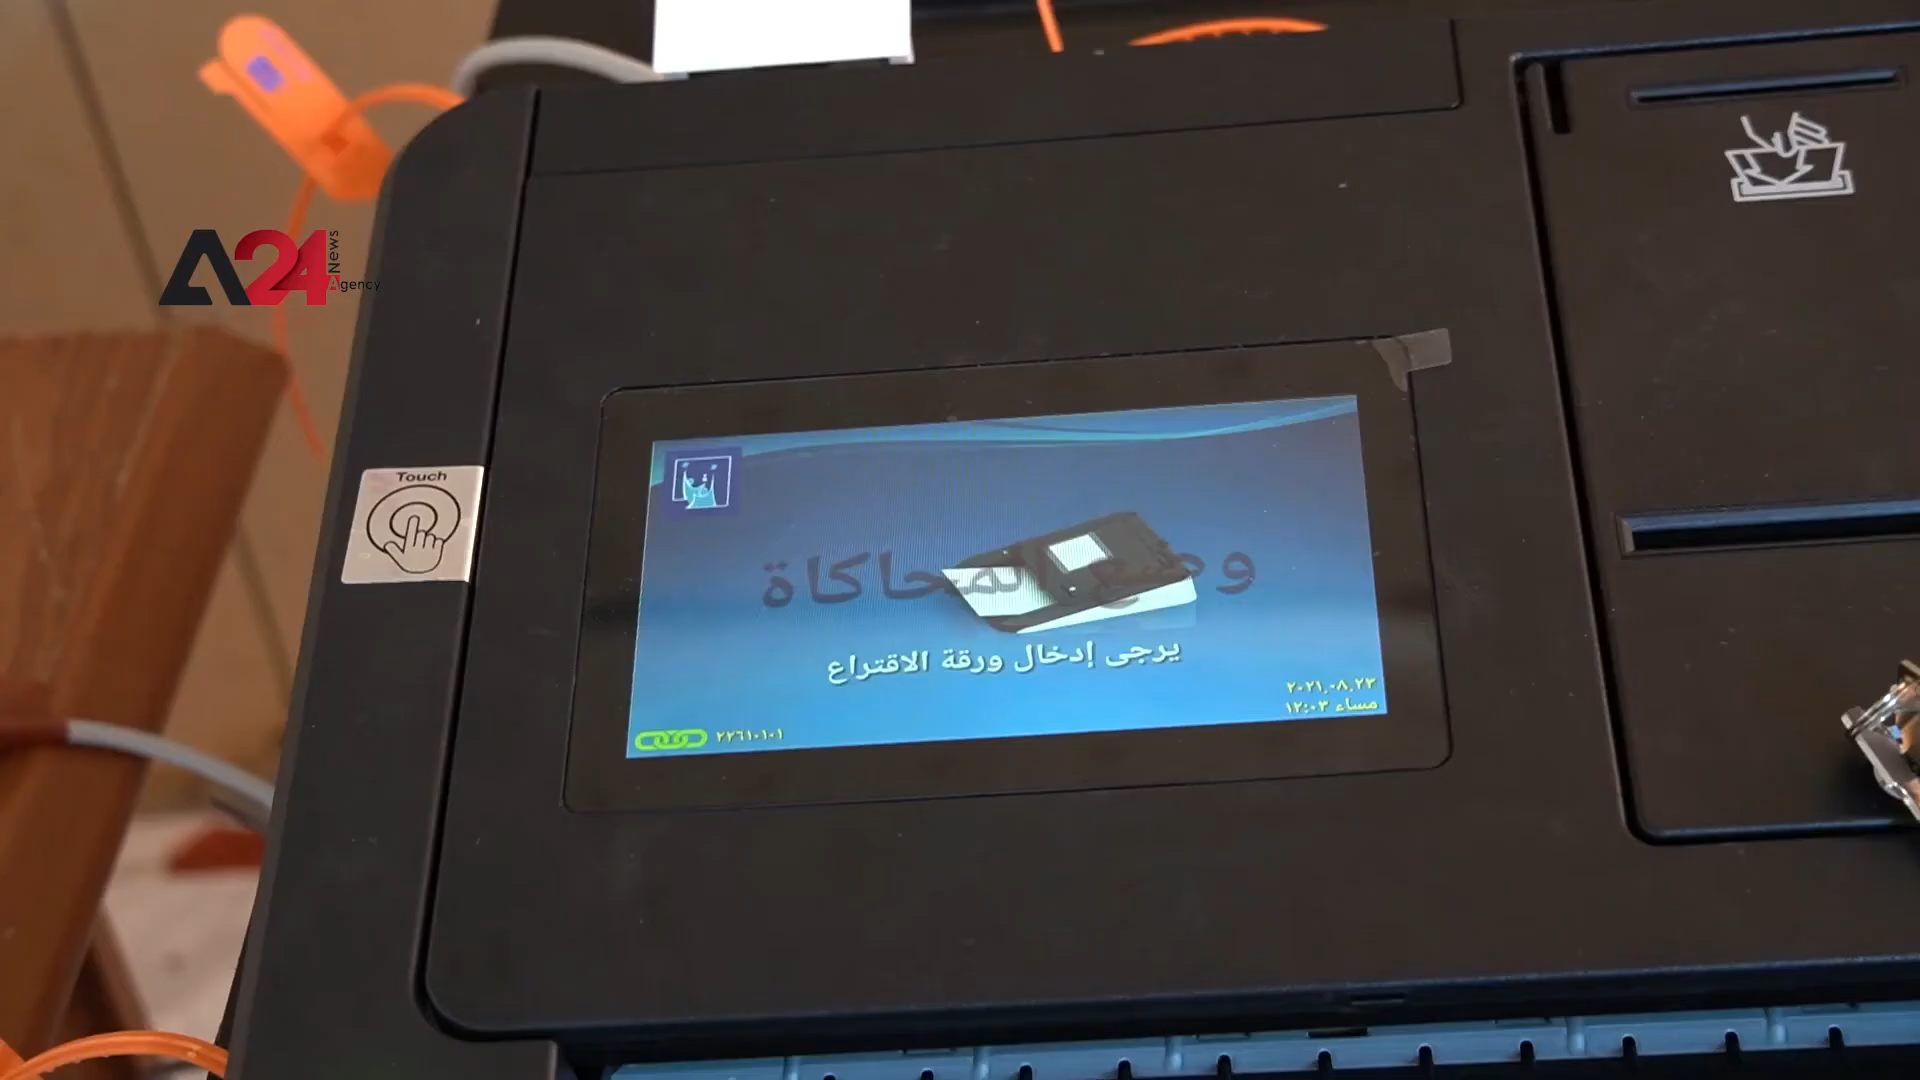 A24 News Agency
Touch
وضع المحاكاة
يرجى إدخال ورقة الاقتراع
٢٠٢١.٠٨.٢٣
١٢:٠٣ مساء
٢٢٦١٠١٠١